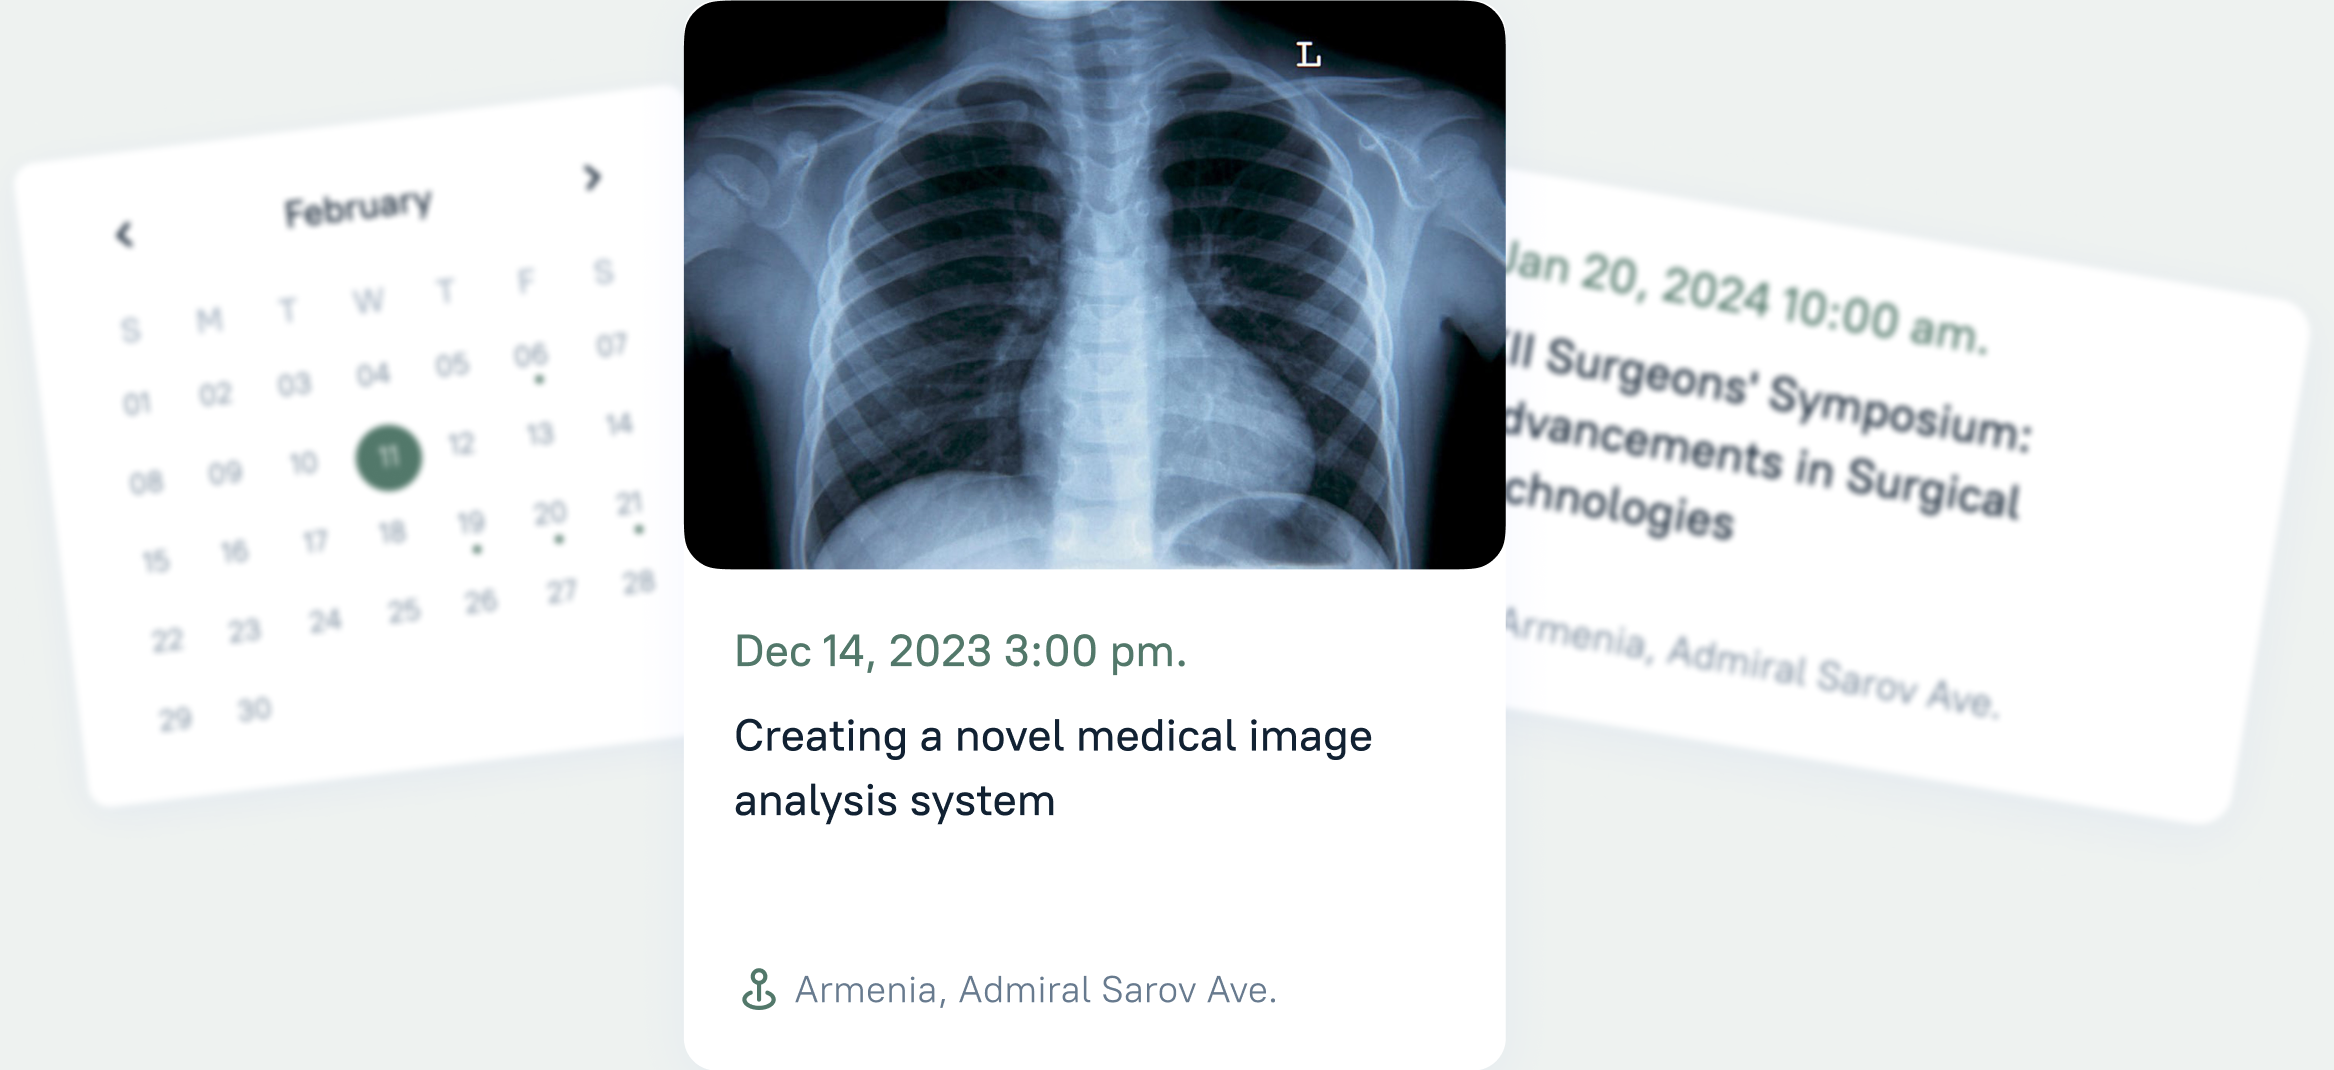 February
S M T W T F S
01 02 03 04 05 06 07
08 09 10 11 12 13 14
15 16 17 18 19 20 21
22 23 24 25 26 27 28
29 30
L
Dec 14, 2023 3:00 pm.
Creating a novel medical image
analysis system
Armenia, Admiral Sarov Ave.
Jan 20, 2024 10:00 am.
Surgeons' Symposium:
in Surgical
Armenia, Admiral Sarov Ave.